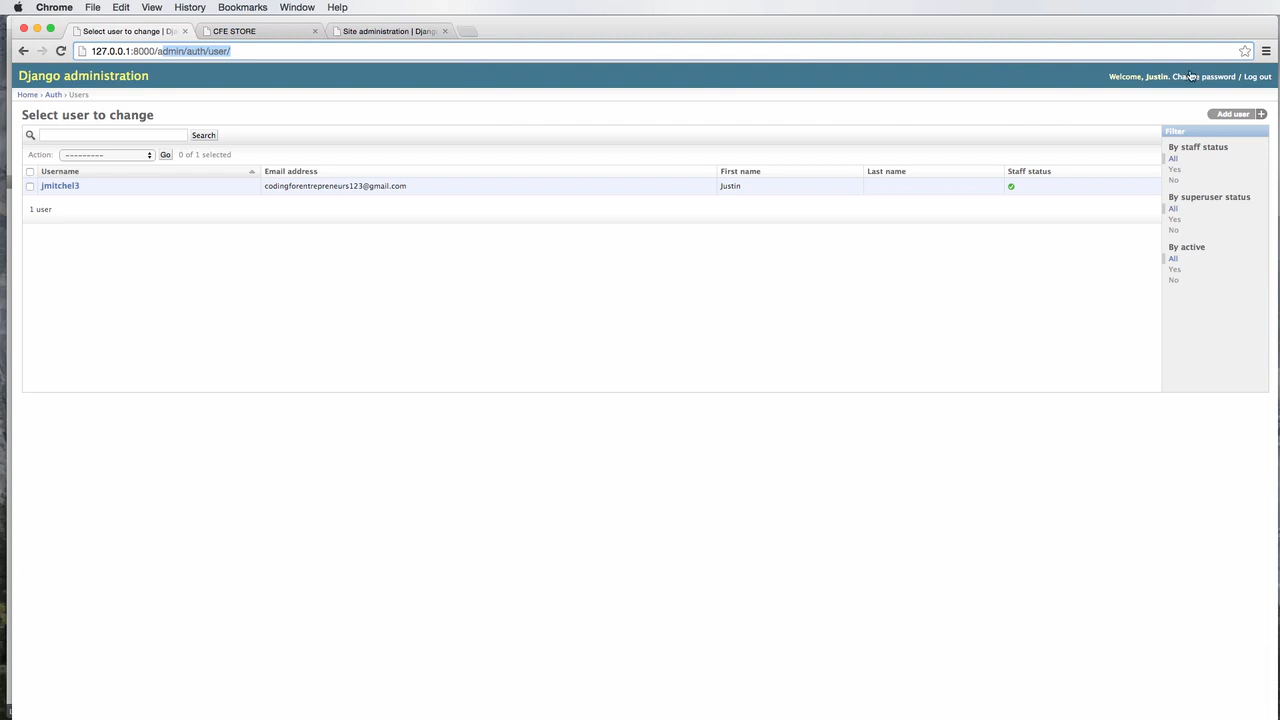 Chrome File Edit View History Bookmarks Window Help
Select user to change | Dja CFE STORE Site administration | Djang
127.0.0.1:8000/admin/auth/user/
Django administration
Welcome, Justin. Change password / Log out
Home › Auth › Users
Select user to change
Add user
Search
Filter
Action: --------- Go 0 of 1 selected
By staff status
All
Yes
No
Username Email address First name Last name Staff status
jmitchel3 codingforentrepreneurs123@gmail.com Justin
1 user
By superuser status
All
Yes
No
By active
All
Yes
No